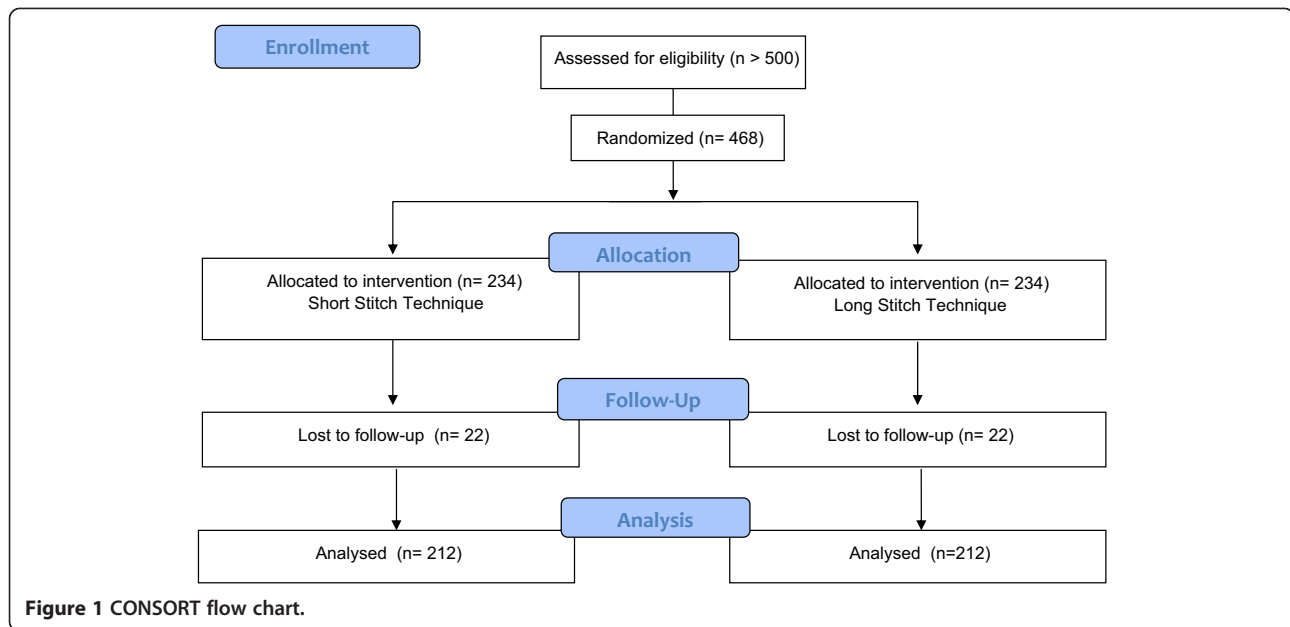 Enrollment
Assessed for eligibility (n > 500)
Randomized (n= 468)
Allocation
Allocated to intervention (n= 234)
Short Stitch Technique
Allocated to intervention (n= 234)
Long Stitch Technique
Follow-Up
Lost to follow-up (n= 22)
Lost to follow-up (n= 22)
Analysis
Analysed (n= 212)
Analysed (n=212)
Figure 1 CONSORT flow chart.